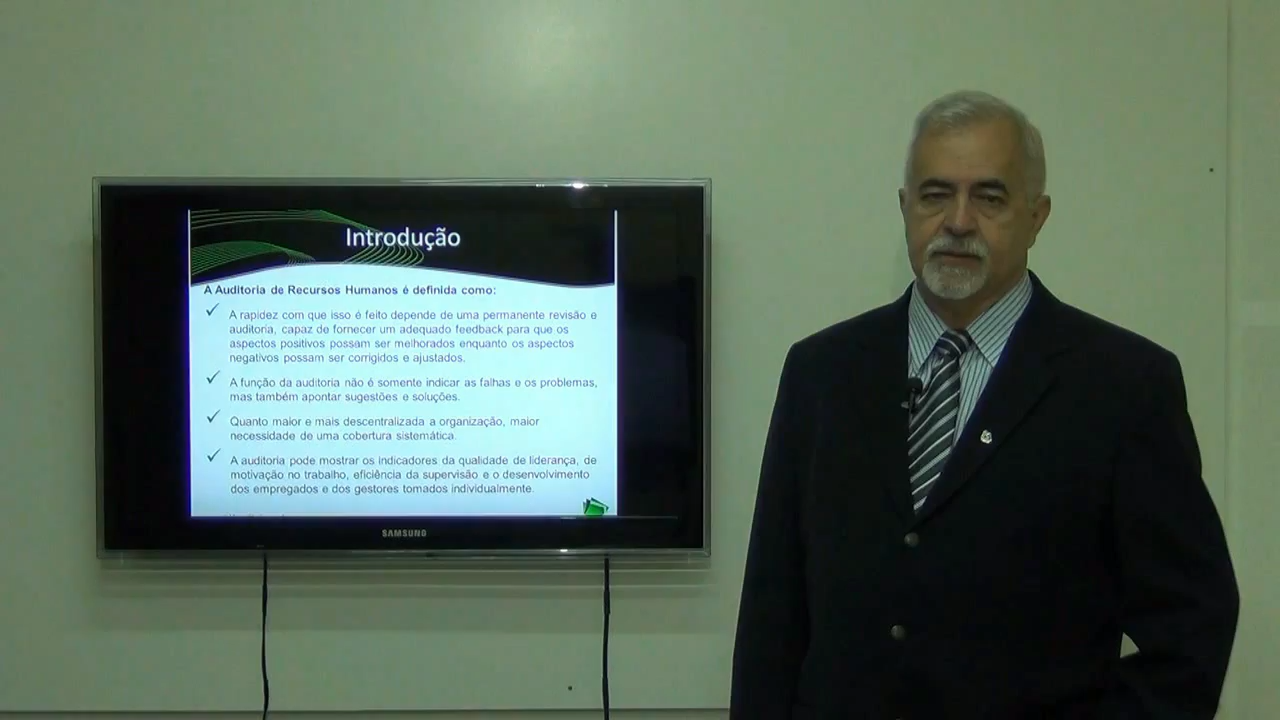 Introdução
A Auditoria de Recursos Humanos é definida como:
A rapidez com que isso é feito depende de uma permanente revisão e
auditoria, capaz de fornecer um adequado feedback para que os
aspectos positivos possam ser melhorados enquanto os aspectos
negativos possam ser corrigidos e ajustados.
A função da auditoria não é somente indicar as falhas e os problemas,
mas também apontar sugestões e soluções.
Quanto maior e mais descentralizada a organização, maior
necessidade de uma cobertura sistemática.
A auditoria pode mostrar os indicadores da qualidade de liderança, de
motivação no trabalho, eficiência da supervisão e o desenvolvimento
dos empregados e dos gestores tomados individualmente.
SAMSUNG